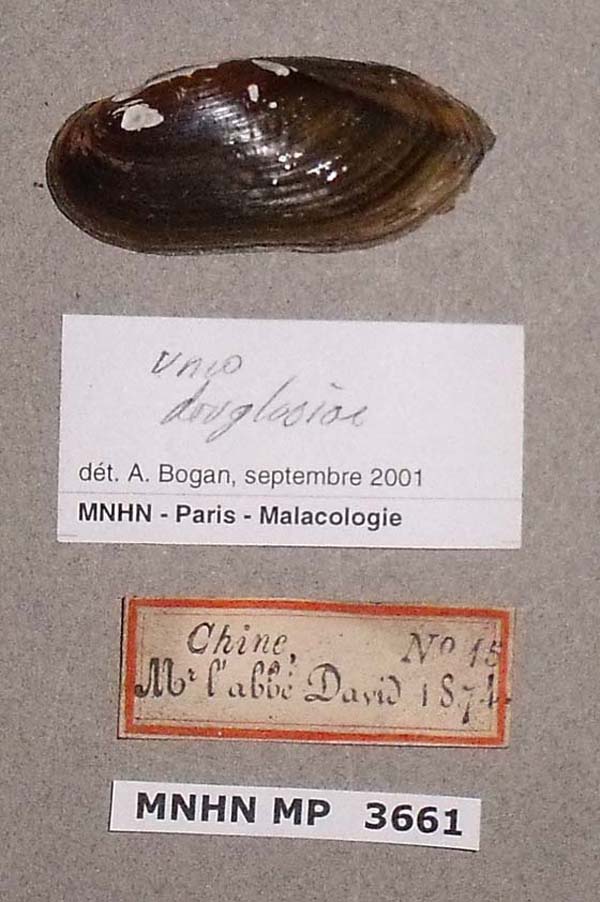 Unio
douglasiae
dét. A. Bogan, septembre 2001
MNHN - Paris - Malacologie
Chine, Nº 15
Mr l'abbé David 1874.
MNHN MP 3661